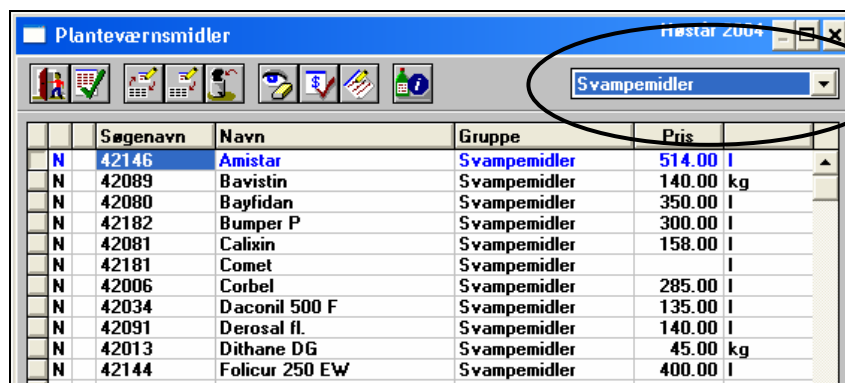 Planteværnsmidler Høstår 2004
Svampemidler
Søgenavn Navn Gruppe Pris
N 42146 Amistar Svampemidler 514.00 l
N 42089 Bavistin Svampemidler 140.00 kg
N 42080 Bayfidan Svampemidler 350.00 l
N 42182 Bumper P Svampemidler 300.00 l
N 42081 Calixin Svampemidler 158.00 l
N 42181 Comet Svampemidler l
N 42006 Corbel Svampemidler 285.00 l
N 42034 Daconil 500 F Svampemidler 135.00 l
N 42091 Derosal fl. Svampemidler 140.00 l
N 42013 Dithane DG Svampemidler 45.00 kg
N 42144 Folicur 250 EW Svampemidler 400.00 l